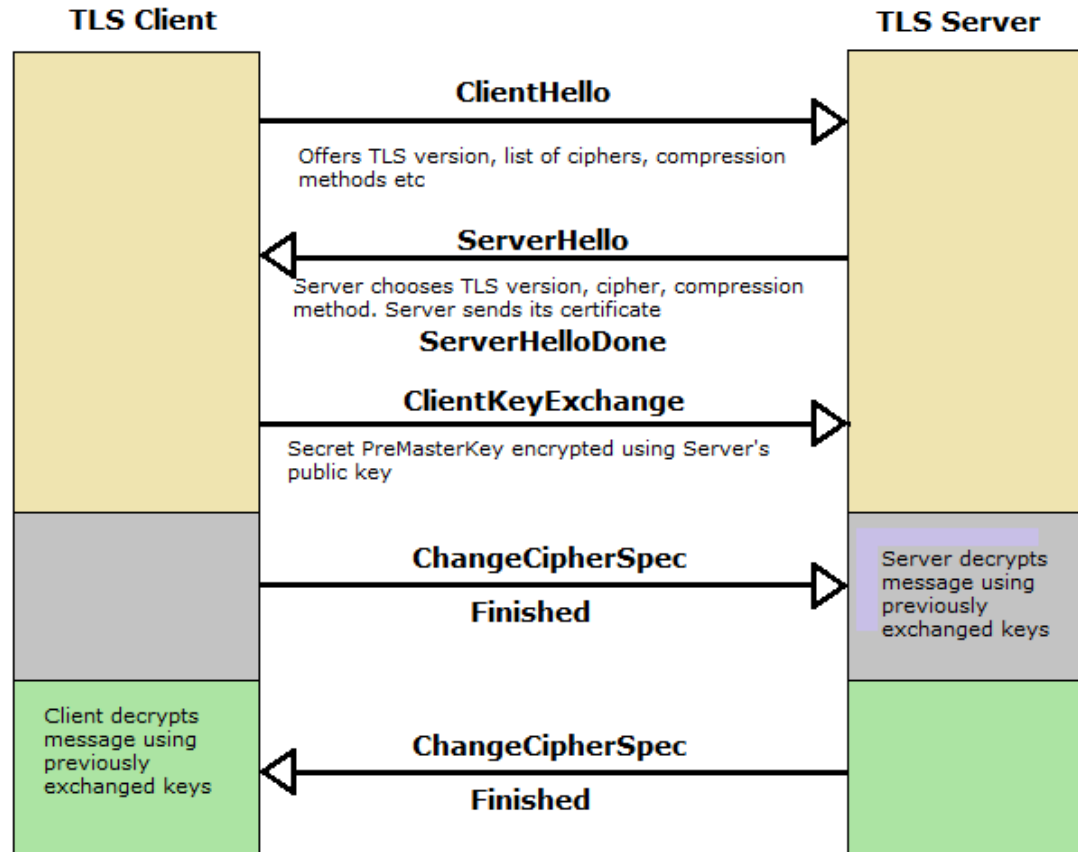 TLS Client
TLS Server
ClientHello
Offers TLS version, list of ciphers, compression
methods etc
ServerHello
Server chooses TLS version, cipher, compression
method. Server sends its certificate
ServerHelloDone
ClientKeyExchange
Secret PreMasterKey encrypted using Server's
public key
ChangeCipherSpec
Finished
Server decrypts
message using
previously
exchanged keys
Client decrypts
message using
previously
exchanged keys
ChangeCipherSpec
Finished